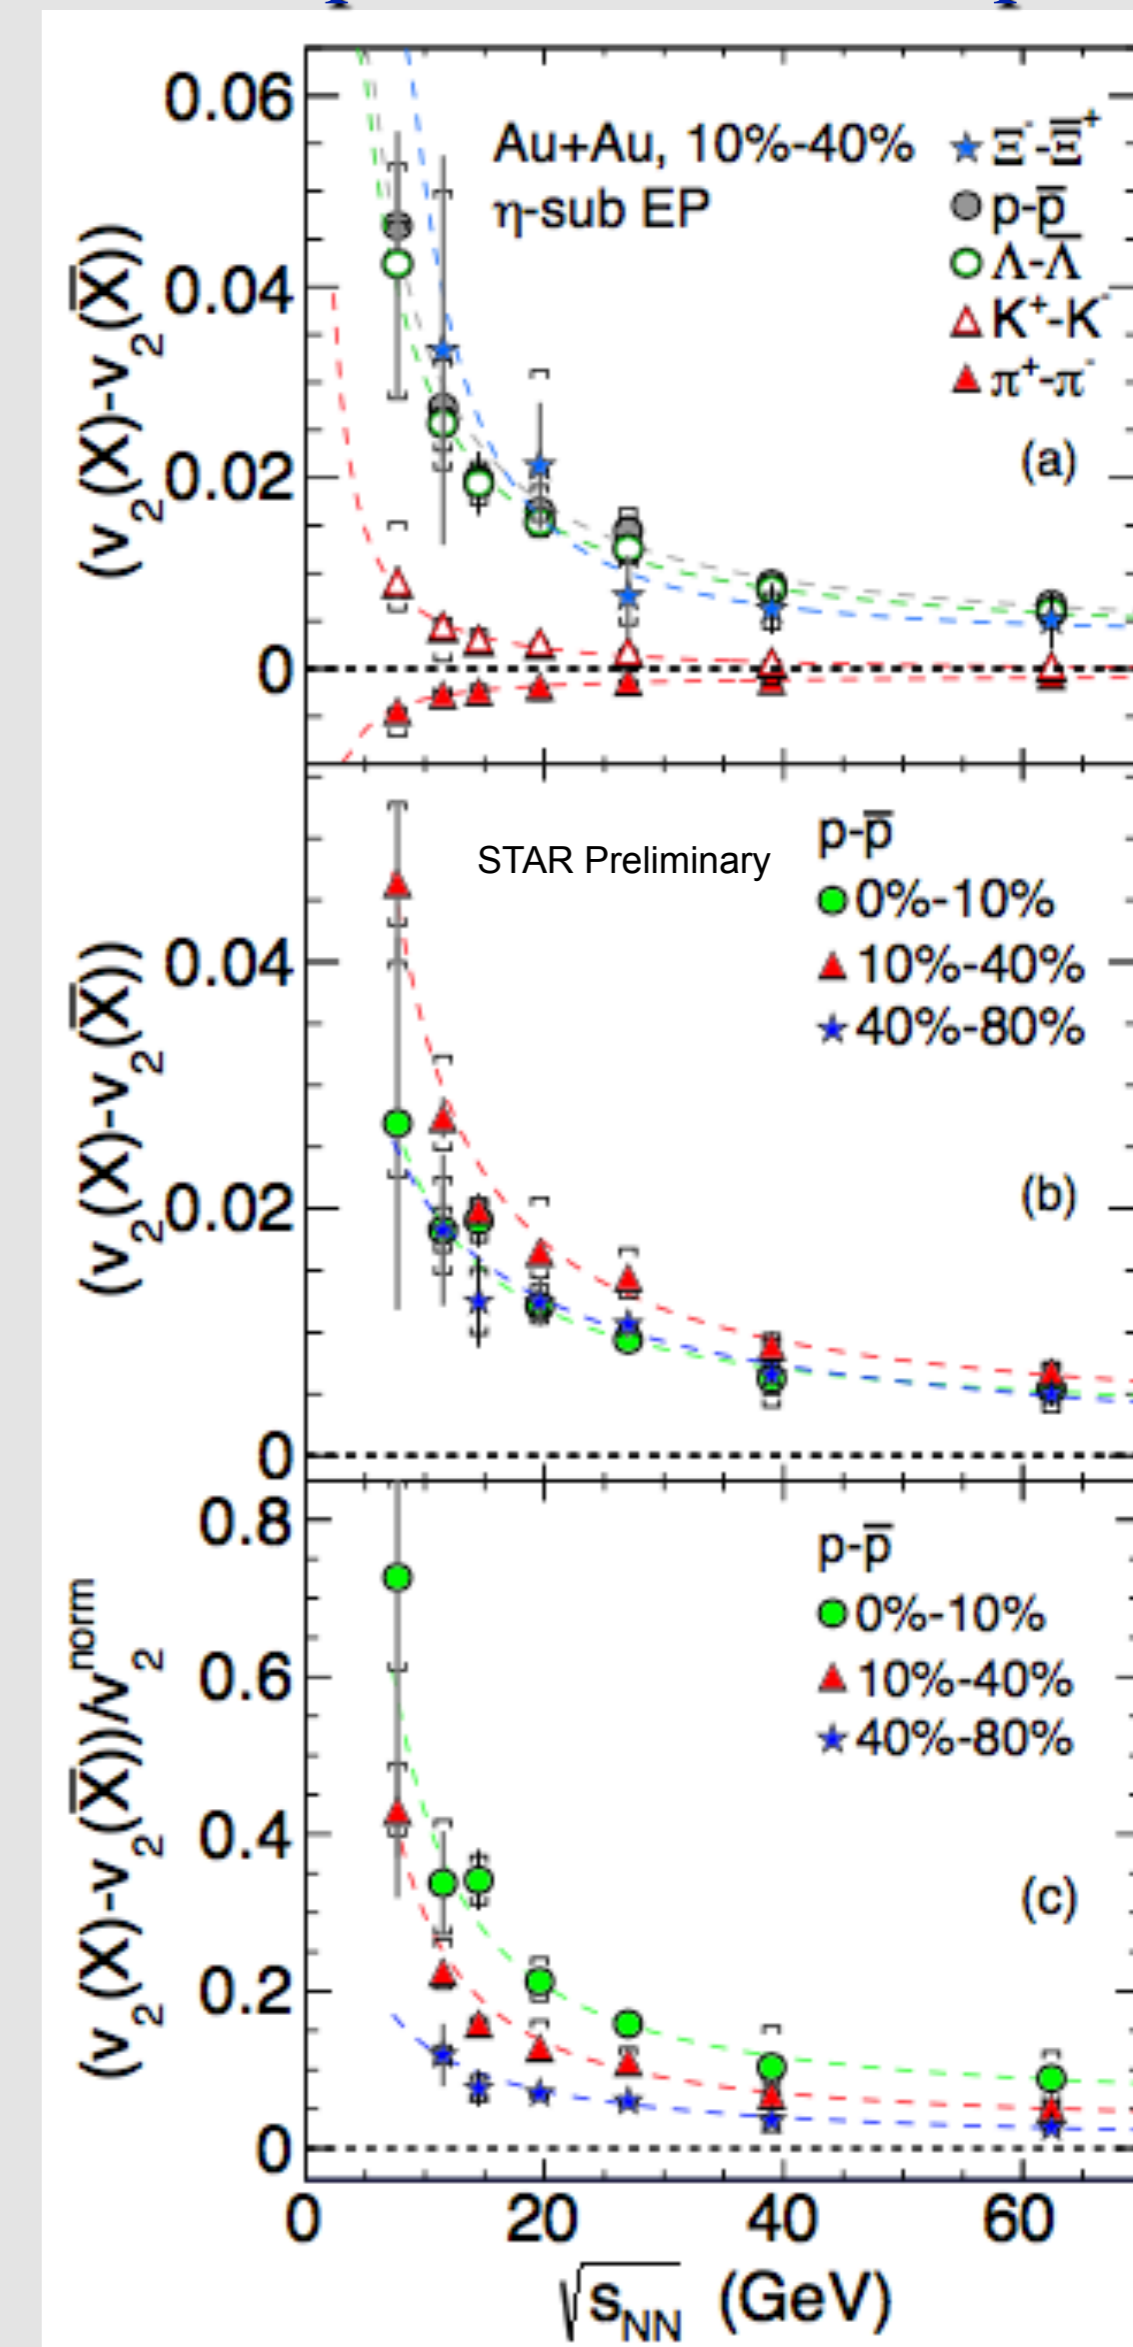 0.06
0.04
0.02
0
(v₂(X)-v₂(X̅))
Au+Au, 10%-40%
η-sub EP
Ξ⁻-Ξ̅⁺
p-p̅
Λ-Λ̅
K⁺-K⁻
π⁺-π⁻
(a)
0.04
0.02
0
(v₂(X)-v₂(X̅))
STAR Preliminary
p-p̅
0%-10%
10%-40%
40%-80%
(b)
0.8
0.6
0.4
0.2
0
(v₂(X)-v₂(X̅))/v₂ⁿᵒʳᵐ
p-p̅
0%-10%
10%-40%
40%-80%
(c)
0 20 40 60
√sNN (GeV)